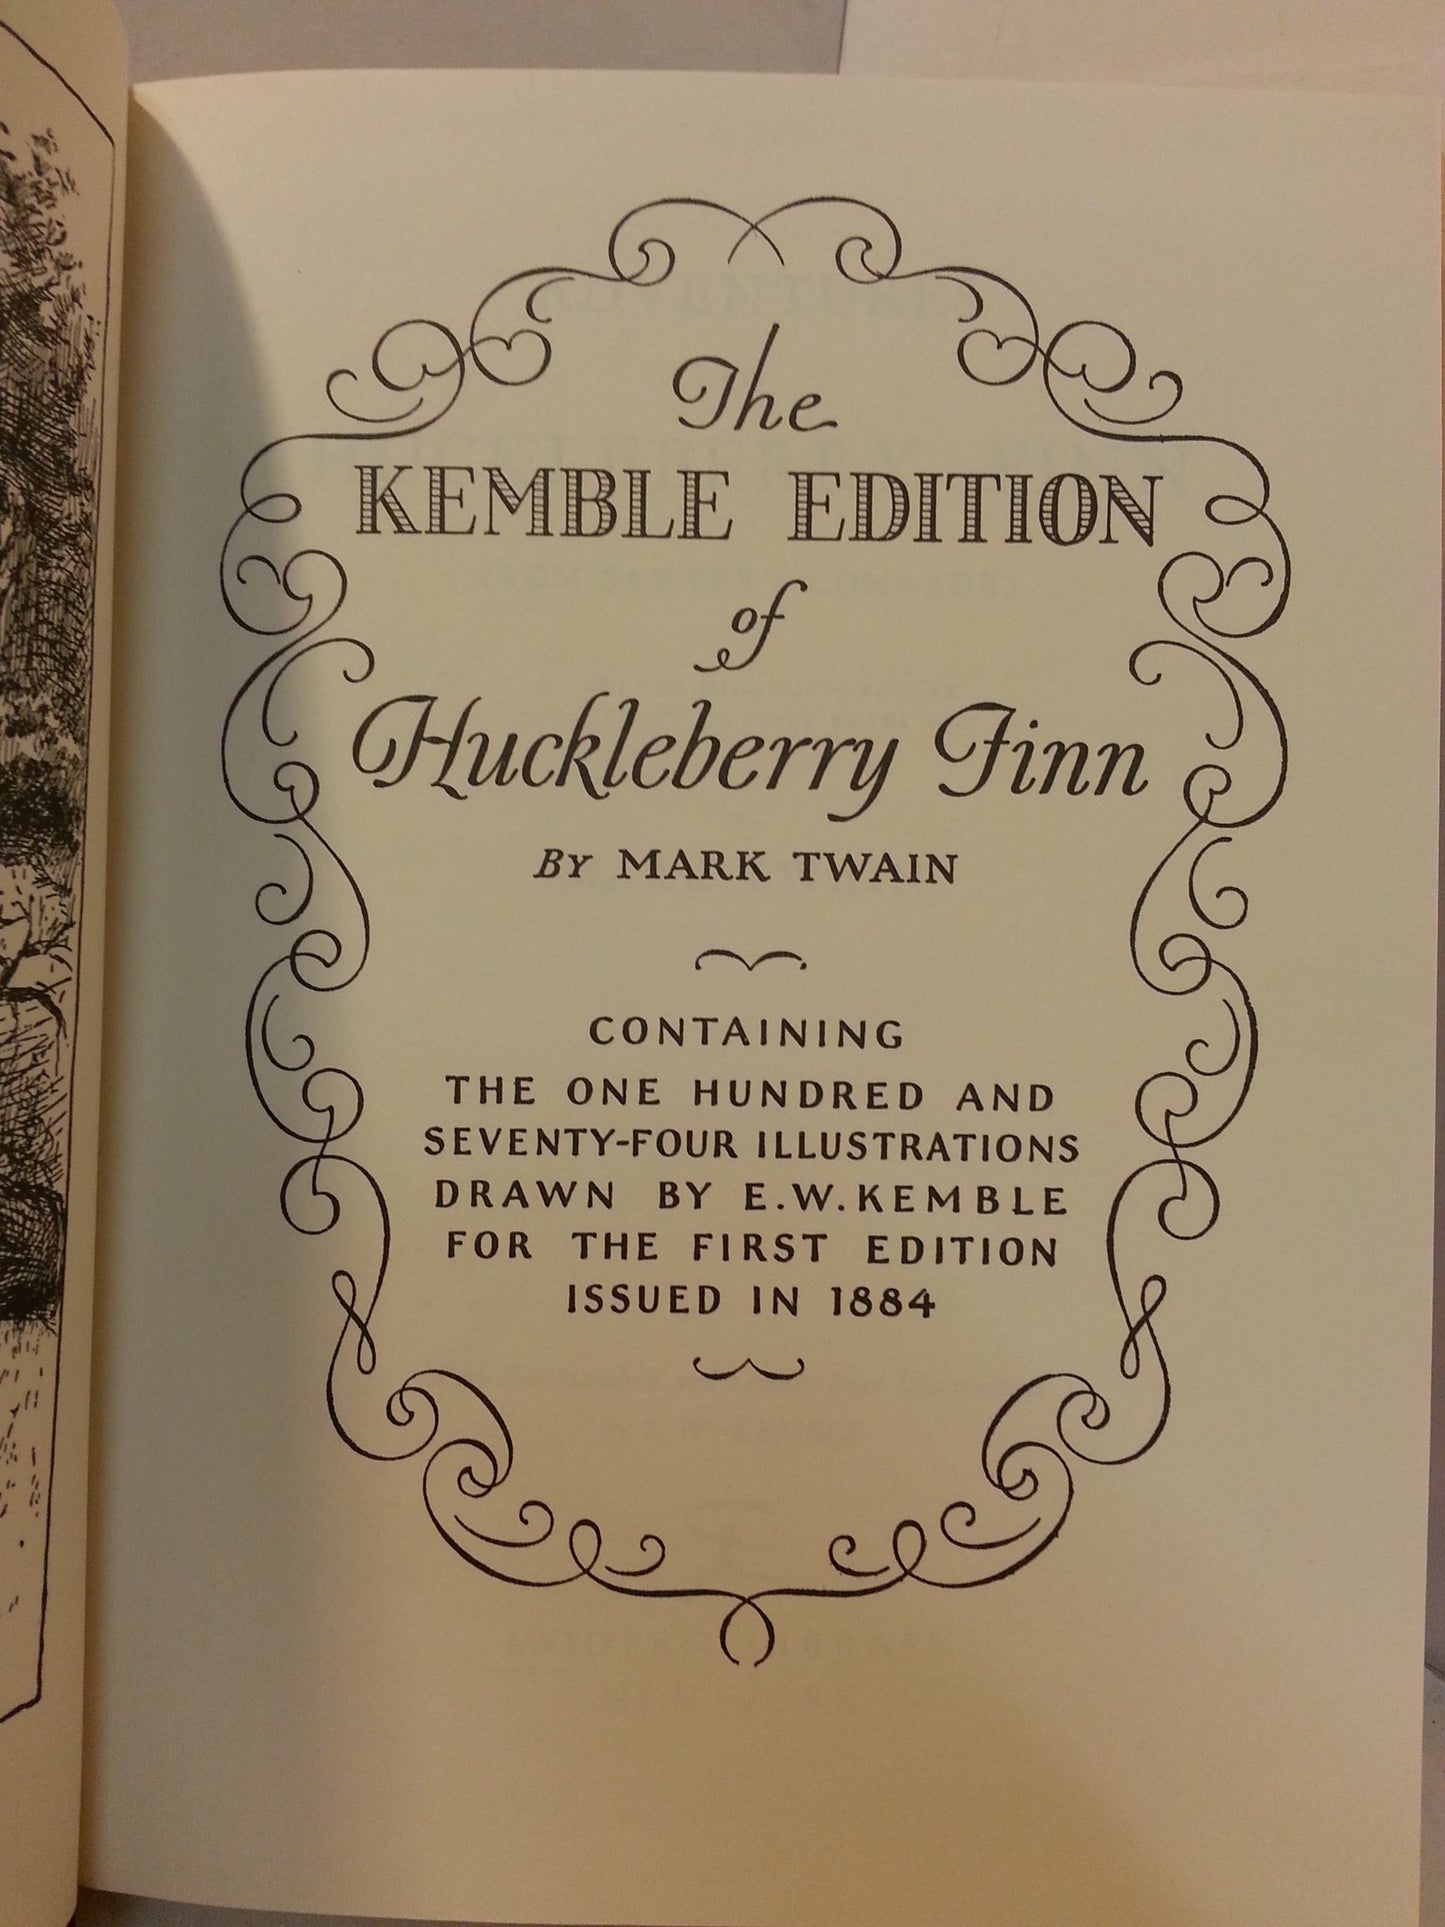 The
KEMBLE EDITION
of
Huckleberry Finn
BY MARK TWAIN
CONTAINING
THE ONE HUNDRED AND
SEVENTY-FOUR ILLUSTRATIONS
DRAWN BY E.W. KEMBLE
FOR THE FIRST EDITION
ISSUED IN 1884